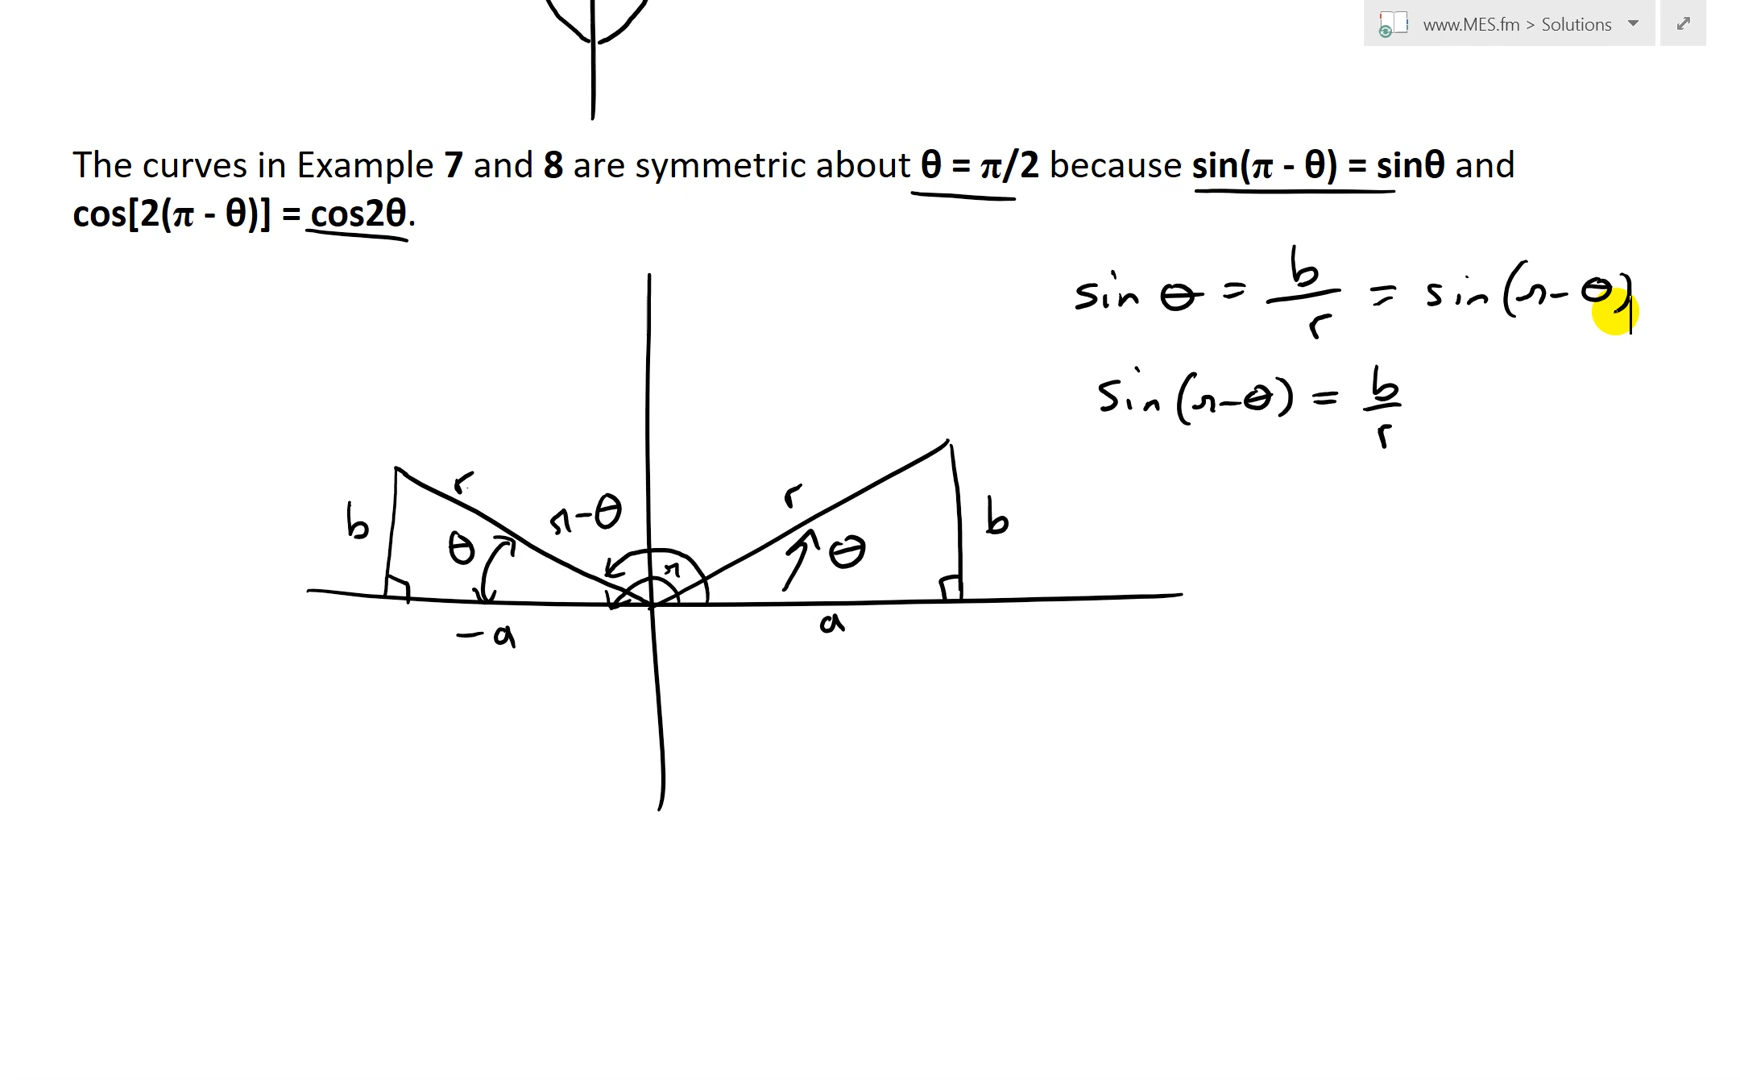 www.MES.fm > Solutions
The curves in Example 7 and 8 are symmetric about θ = π/2 because sin(π - θ) = sinθ and
cos[2(π - θ)] = cos2θ.
sin θ = b/r = sin(π-θ)
sin(π-θ) = b/r
r
π-θ
r
b
θ
θ
b
π
-a
a